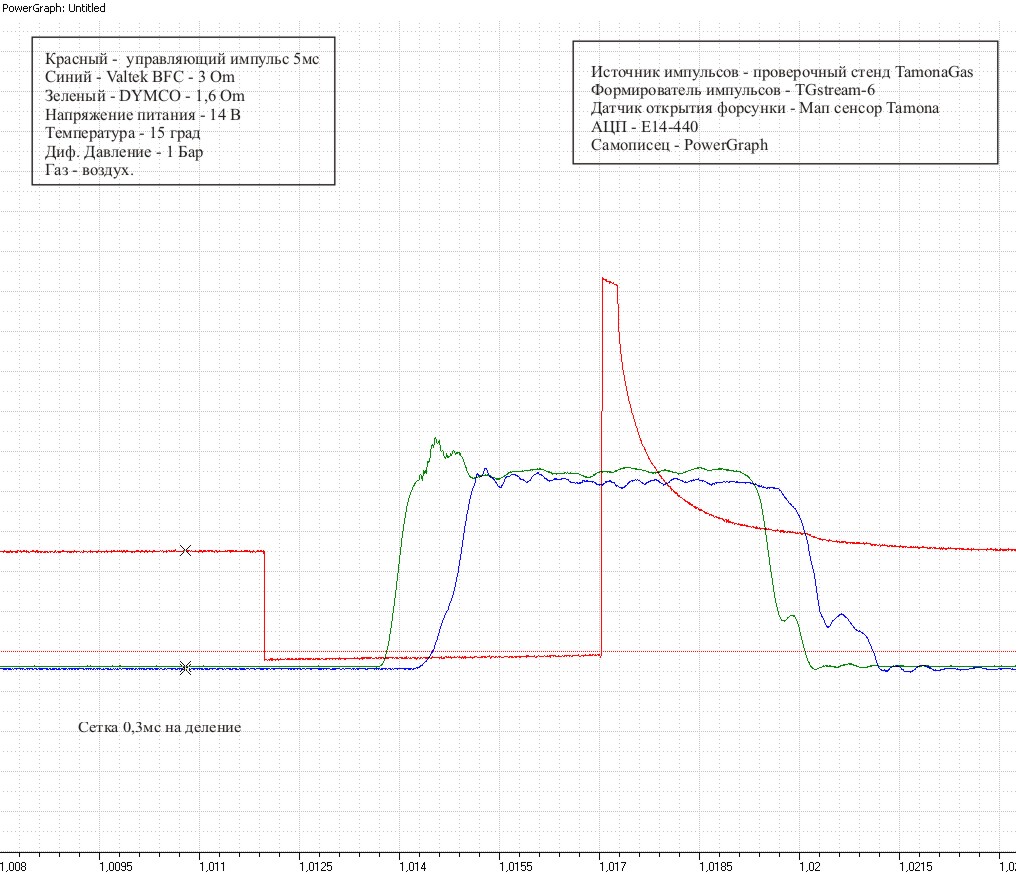 PowerGraph: Untitled
Красный - управляющий импульс 5мс
Синий - Valtek BFC - 3 Om
Зеленый - DYMCO - 1,6 Om
Напряжение питания - 14 В
Температура - 15 град
Диф. Давление - 1 Бар
Газ - воздух.
Источник импульсов - проверочный стенд TamonaGas
Формирователь импульсов - TGstream-6
Датчик открытия форсунки - Мап сенсор Tamona
АЦП - E14-440
Самописец - PowerGraph
Сетка 0,3мс на деление
1,008 1,0095 1,011 1,0125 1,014 1,0155 1,017 1,0185 1,02 1,0215